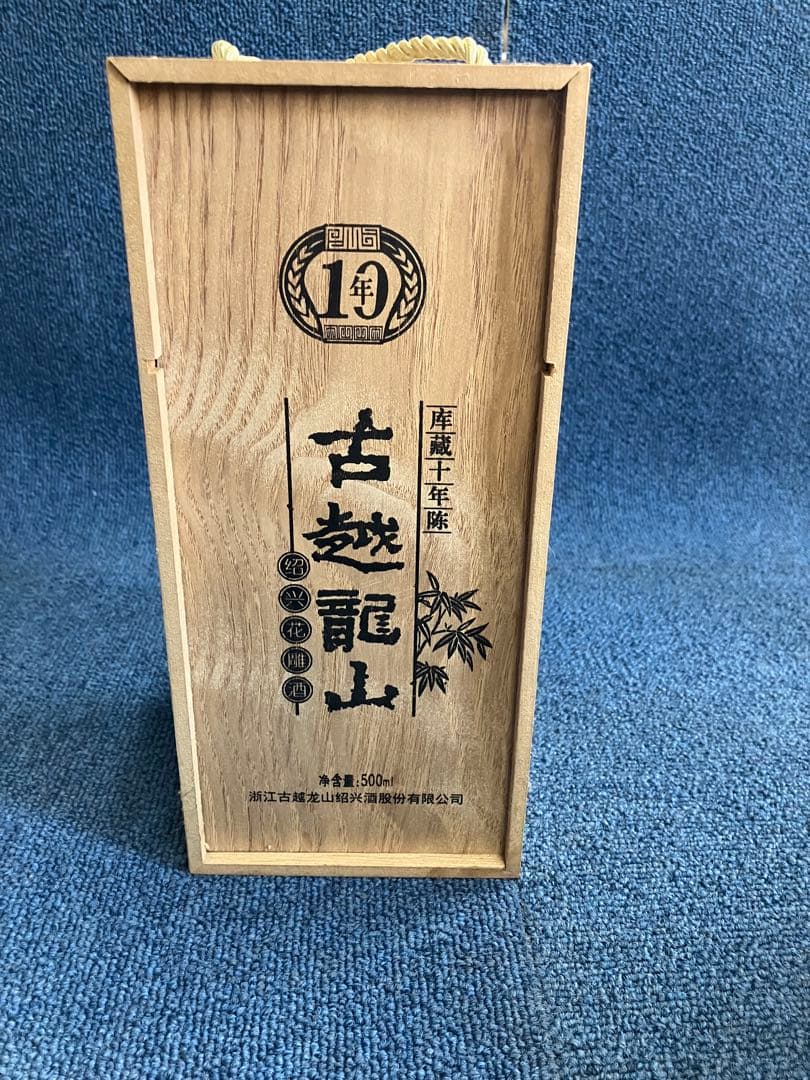 10年
库藏十年陈
古越龍山
绍兴花雕酒
净含量:500ml
浙江古越龙山绍兴酒股份有限公司